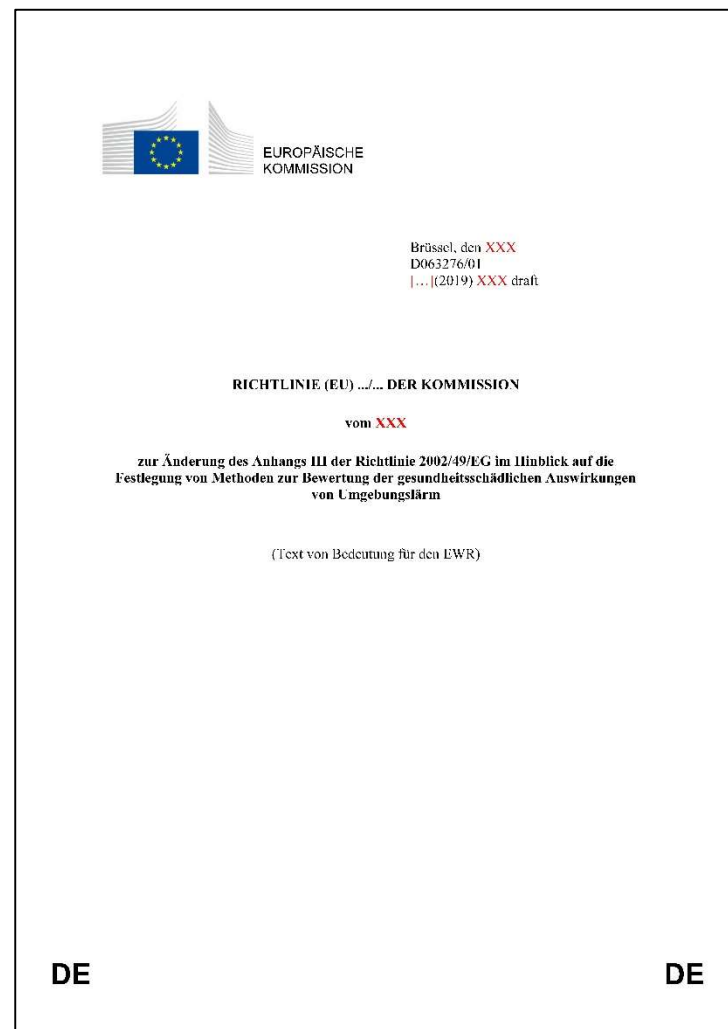 EUROPÄISCHE
KOMMISSION
Brüssel, den XXX
D063276/01
[…](2019) XXX draft
RICHTLINIE (EU) .../... DER KOMMISSION
vom XXX
zur Änderung des Anhangs III der Richtlinie 2002/49/EG im Hinblick auf die
Festlegung von Methoden zur Bewertung der gesundheitsschädlichen Auswirkungen
von Umgebungslärm
(Text von Bedeutung für den EWR)
DE DE